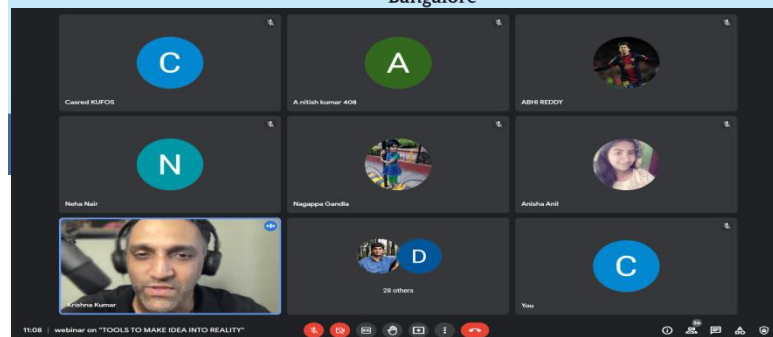 Bangalore
C
A
Casred KUFOS
A nitish kumar 408
ABHI REDDY
N
Neha Nair
Nagappa Gandla
Anisha Anil
D
C
Krishna Kumar
28 others
You
11:08 | webinar on "TOOLS TO MAKE IDEA INTO REALITY"